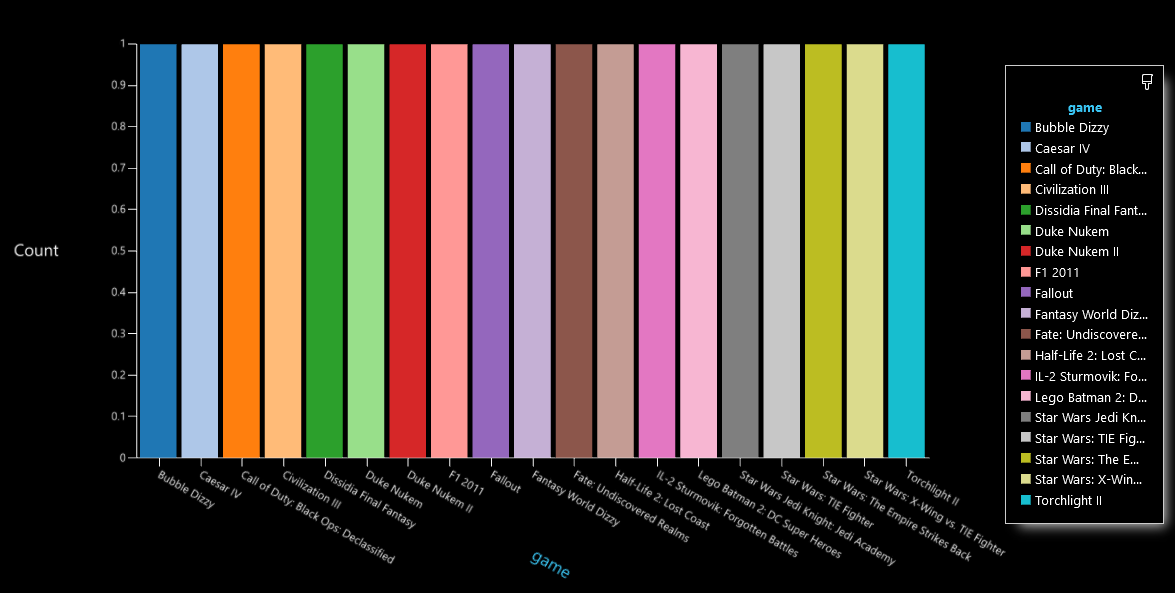 1
0.9
0.8
0.7
0.6
0.5
0.4
0.3
0.2
0.1
0
Count
Bubble Dizzy
Caesar IV
Call of Duty: Black Ops: Declassified
Civilization III
Dissidia Final Fantasy
Duke Nukem
Duke Nukem II
F1 2011
Fallout
Fantasy World Dizzy
Fate: Undiscovered Realms
Half-Life 2: Lost Coast
IL-2 Sturmovik: Forgotten Battles
Lego Batman 2: DC Super Heroes
Star Wars Jedi Knight: Jedi Academy
Star Wars: TIE Fighter
Star Wars: The Empire Strikes Back
Star Wars: X-Wing vs. TIE Fighter
Torchlight II
game
game
Bubble Dizzy
Caesar IV
Call of Duty: Black...
Civilization III
Dissidia Final Fant...
Duke Nukem
Duke Nukem II
F1 2011
Fallout
Fantasy World Diz...
Fate: Undiscovere...
Half-Life 2: Lost C...
IL-2 Sturmovik: Fo...
Lego Batman 2: D...
Star Wars Jedi Kn...
Star Wars: TIE Fig...
Star Wars: The E...
Star Wars: X-Win...
Torchlight II